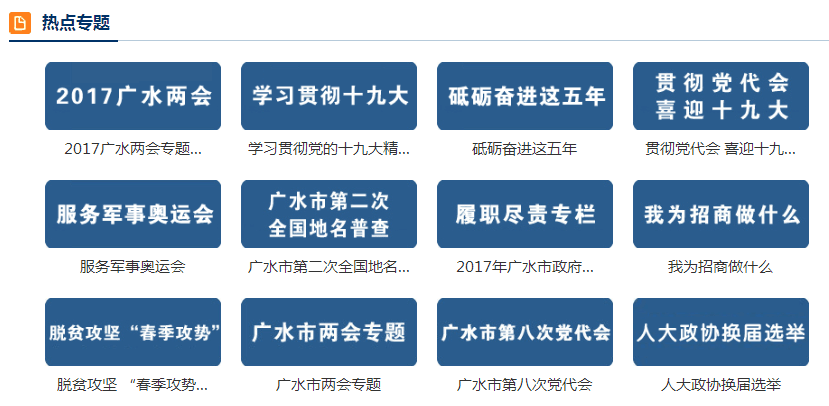 热点专题
2017广水两会
学习贯彻十九大
砥砺奋进这五年
贯彻党代会
喜迎十九大
2017广水两会专题...
学习贯彻党的十九大精...
砥砺奋进这五年
贯彻党代会 喜迎十九...
服务军事奥运会
广水市第二次
全国地名普查
履职尽责专栏
我为招商做什么
服务军事奥运会
广水市第二次全国地名...
2017年广水市政府...
我为招商做什么
脱贫攻坚“春季攻势”
广水市两会专题
广水市第八次党代会
人大政协换届选举
脱贫攻坚 “春季攻势...
广水市两会专题
广水市第八次党代会
人大政协换届选举